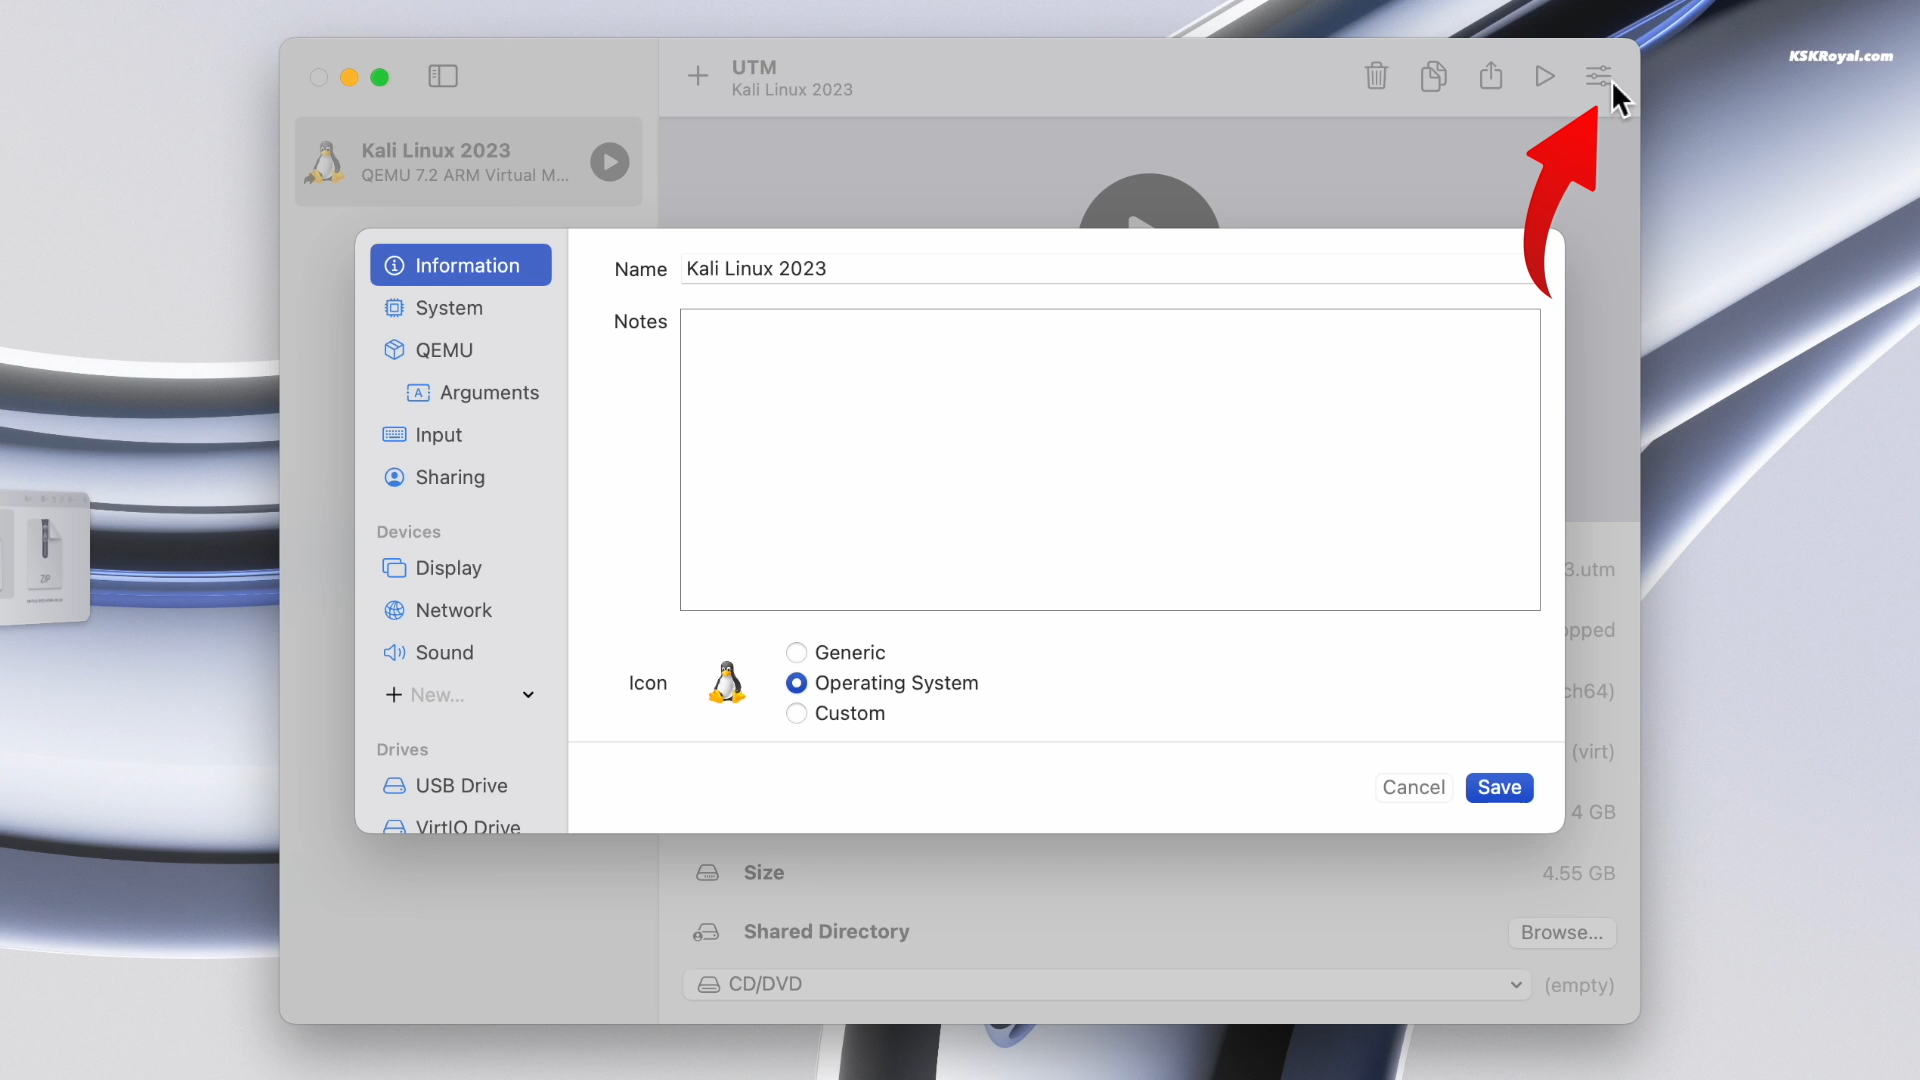 KSKRoyal.com
UTM
Kali Linux 2023
Kali Linux 2023
QEMU 7.2 ARM Virtual M...
Information
System
QEMU
A
Arguments
Input
Sharing
Devices
Display
Network
Sound
New...
Drives
USB Drive
VirtIO Drive
Name
Kali Linux 2023
Notes
Icon
Generic
Operating System
Custom
Cancel
Save
3.utm
opped
ch64)
(virt)
4 GB
Size
4.55 GB
Shared Directory
Browse...
CD/DVD
(empty)
ZIP